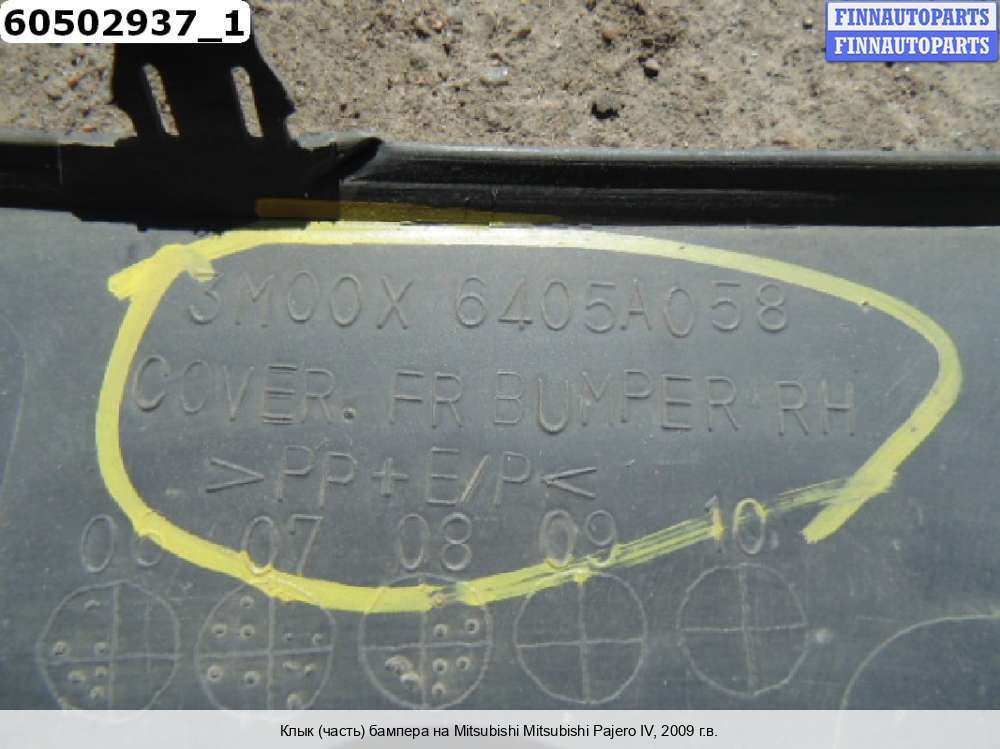 60502937_1
FINNAUTOPARTS
FINNAUTOPARTS
3M00X 6405A058
COVER. FR BUMPER RH
>PP+E/P<
06 07 08 09 10
Клык (часть) бампера на Mitsubishi Mitsubishi Pajero IV, 2009 г.в.